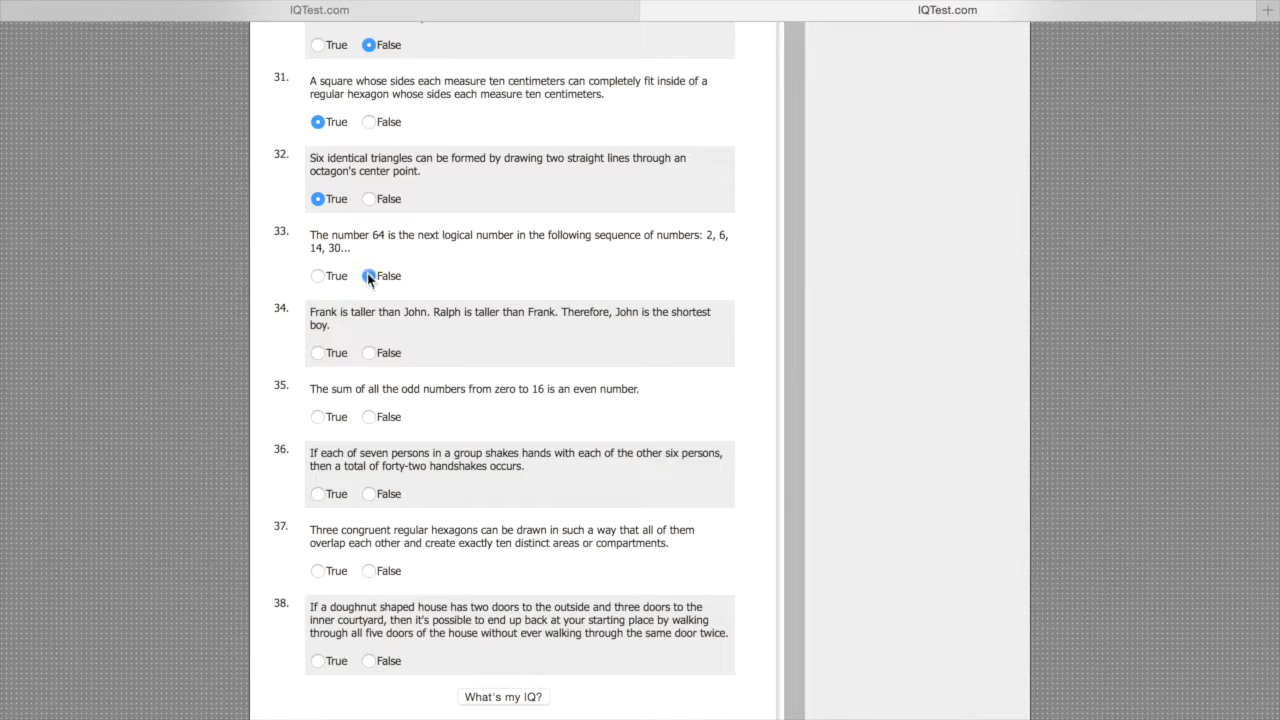 IQTest.com
IQTest.com
True False
31.
A square whose sides each measure ten centimeters can completely fit inside of a
regular hexagon whose sides each measure ten centimeters.
True False
32.
Six identical triangles can be formed by drawing two straight lines through an
octagon's center point.
True False
33.
The number 64 is the next logical number in the following sequence of numbers: 2, 6,
14, 30...
True False
34.
Frank is taller than John. Ralph is taller than Frank. Therefore, John is the shortest
boy.
True False
35.
The sum of all the odd numbers from zero to 16 is an even number.
True False
36.
If each of seven persons in a group shakes hands with each of the other six persons,
then a total of forty-two handshakes occurs.
True False
37.
Three congruent regular hexagons can be drawn in such a way that all of them
overlap each other and create exactly ten distinct areas or compartments.
True False
38.
If a doughnut shaped house has two doors to the outside and three doors to the
inner courtyard, then it's possible to end up back at your starting place by walking
through all five doors of the house without ever walking through the same door twice.
True False
What's my IQ?